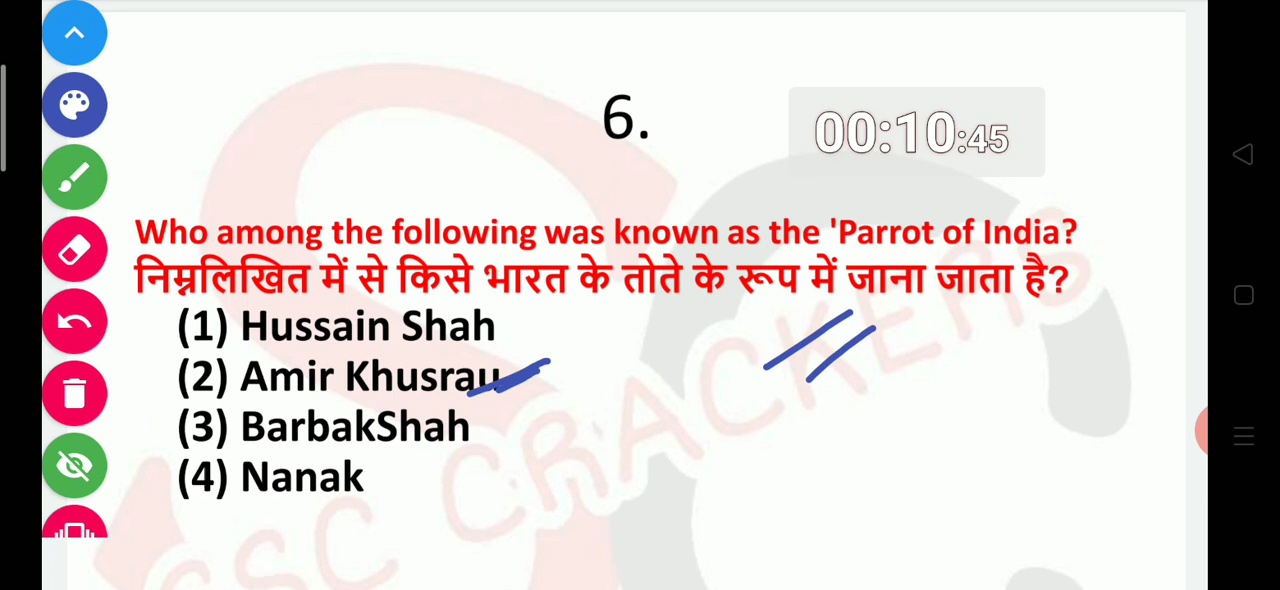 6.
00:10:45
Who among the following was known as the 'Parrot of India?
निम्नलिखित में से किसे भारत के तोते के रूप में जाना जाता है?
(1) Hussain Shah
(2) Amir Khusrau
(3) BarbakShah
(4) Nanak
SSC CRACKERS